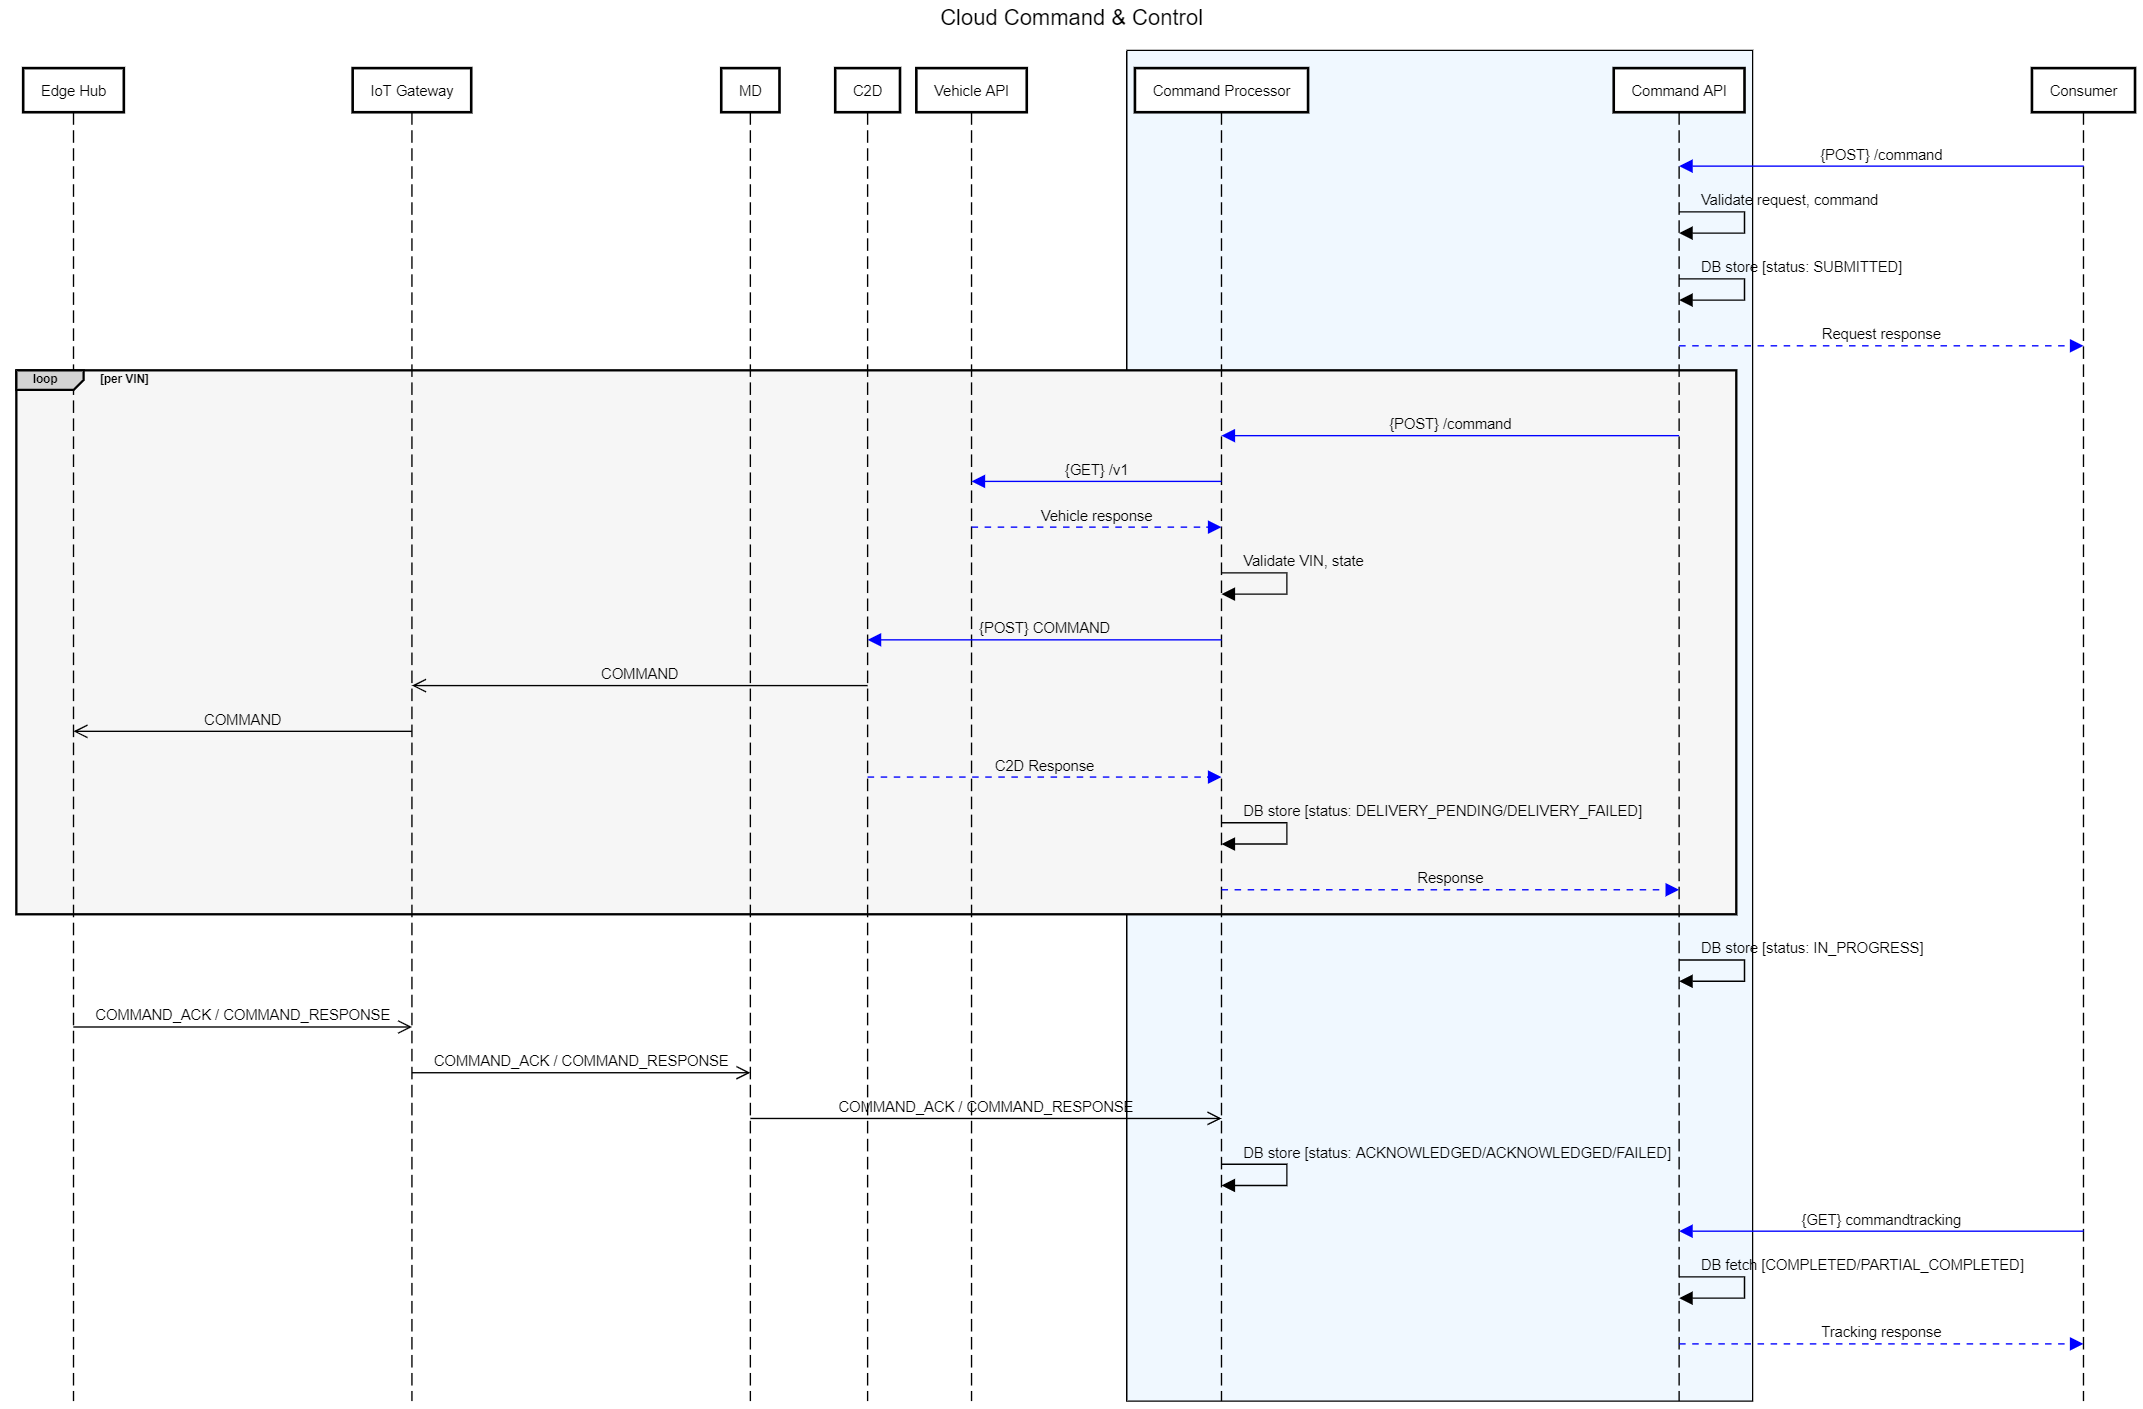 Cloud Command & Control
Edge Hub
IoT Gateway
MD
C2D
Vehicle API
Command Processor
Command API
Consumer
{POST} /command
Validate request, command
DB store [status: SUBMITTED]
Request response
loop
[per VIN]
{POST} /command
{GET} /v1
Vehicle response
Validate VIN, state
{POST} COMMAND
COMMAND
COMMAND
C2D Response
DB store [status: DELIVERY_PENDING/DELIVERY_FAILED]
Response
DB store [status: IN_PROGRESS]
COMMAND_ACK / COMMAND_RESPONSE
COMMAND_ACK / COMMAND_RESPONSE
COMMAND_ACK / COMMAND_RESPONSE
DB store [status: ACKNOWLEDGED/ACKNOWLEDGED/FAILED]
{GET} commandtracking
DB fetch [COMPLETED/PARTIAL_COMPLETED]
Tracking response